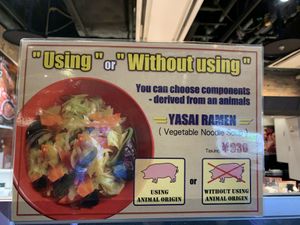 "Using" or "Without using"
You can choose components
- derived from an animals
YASAI RAMEN
( Vegetable Noodle Soup )
¥930
USING
ANIMAL ORIGIN
or
WITHOUT USING
ANIMAL ORIGIN